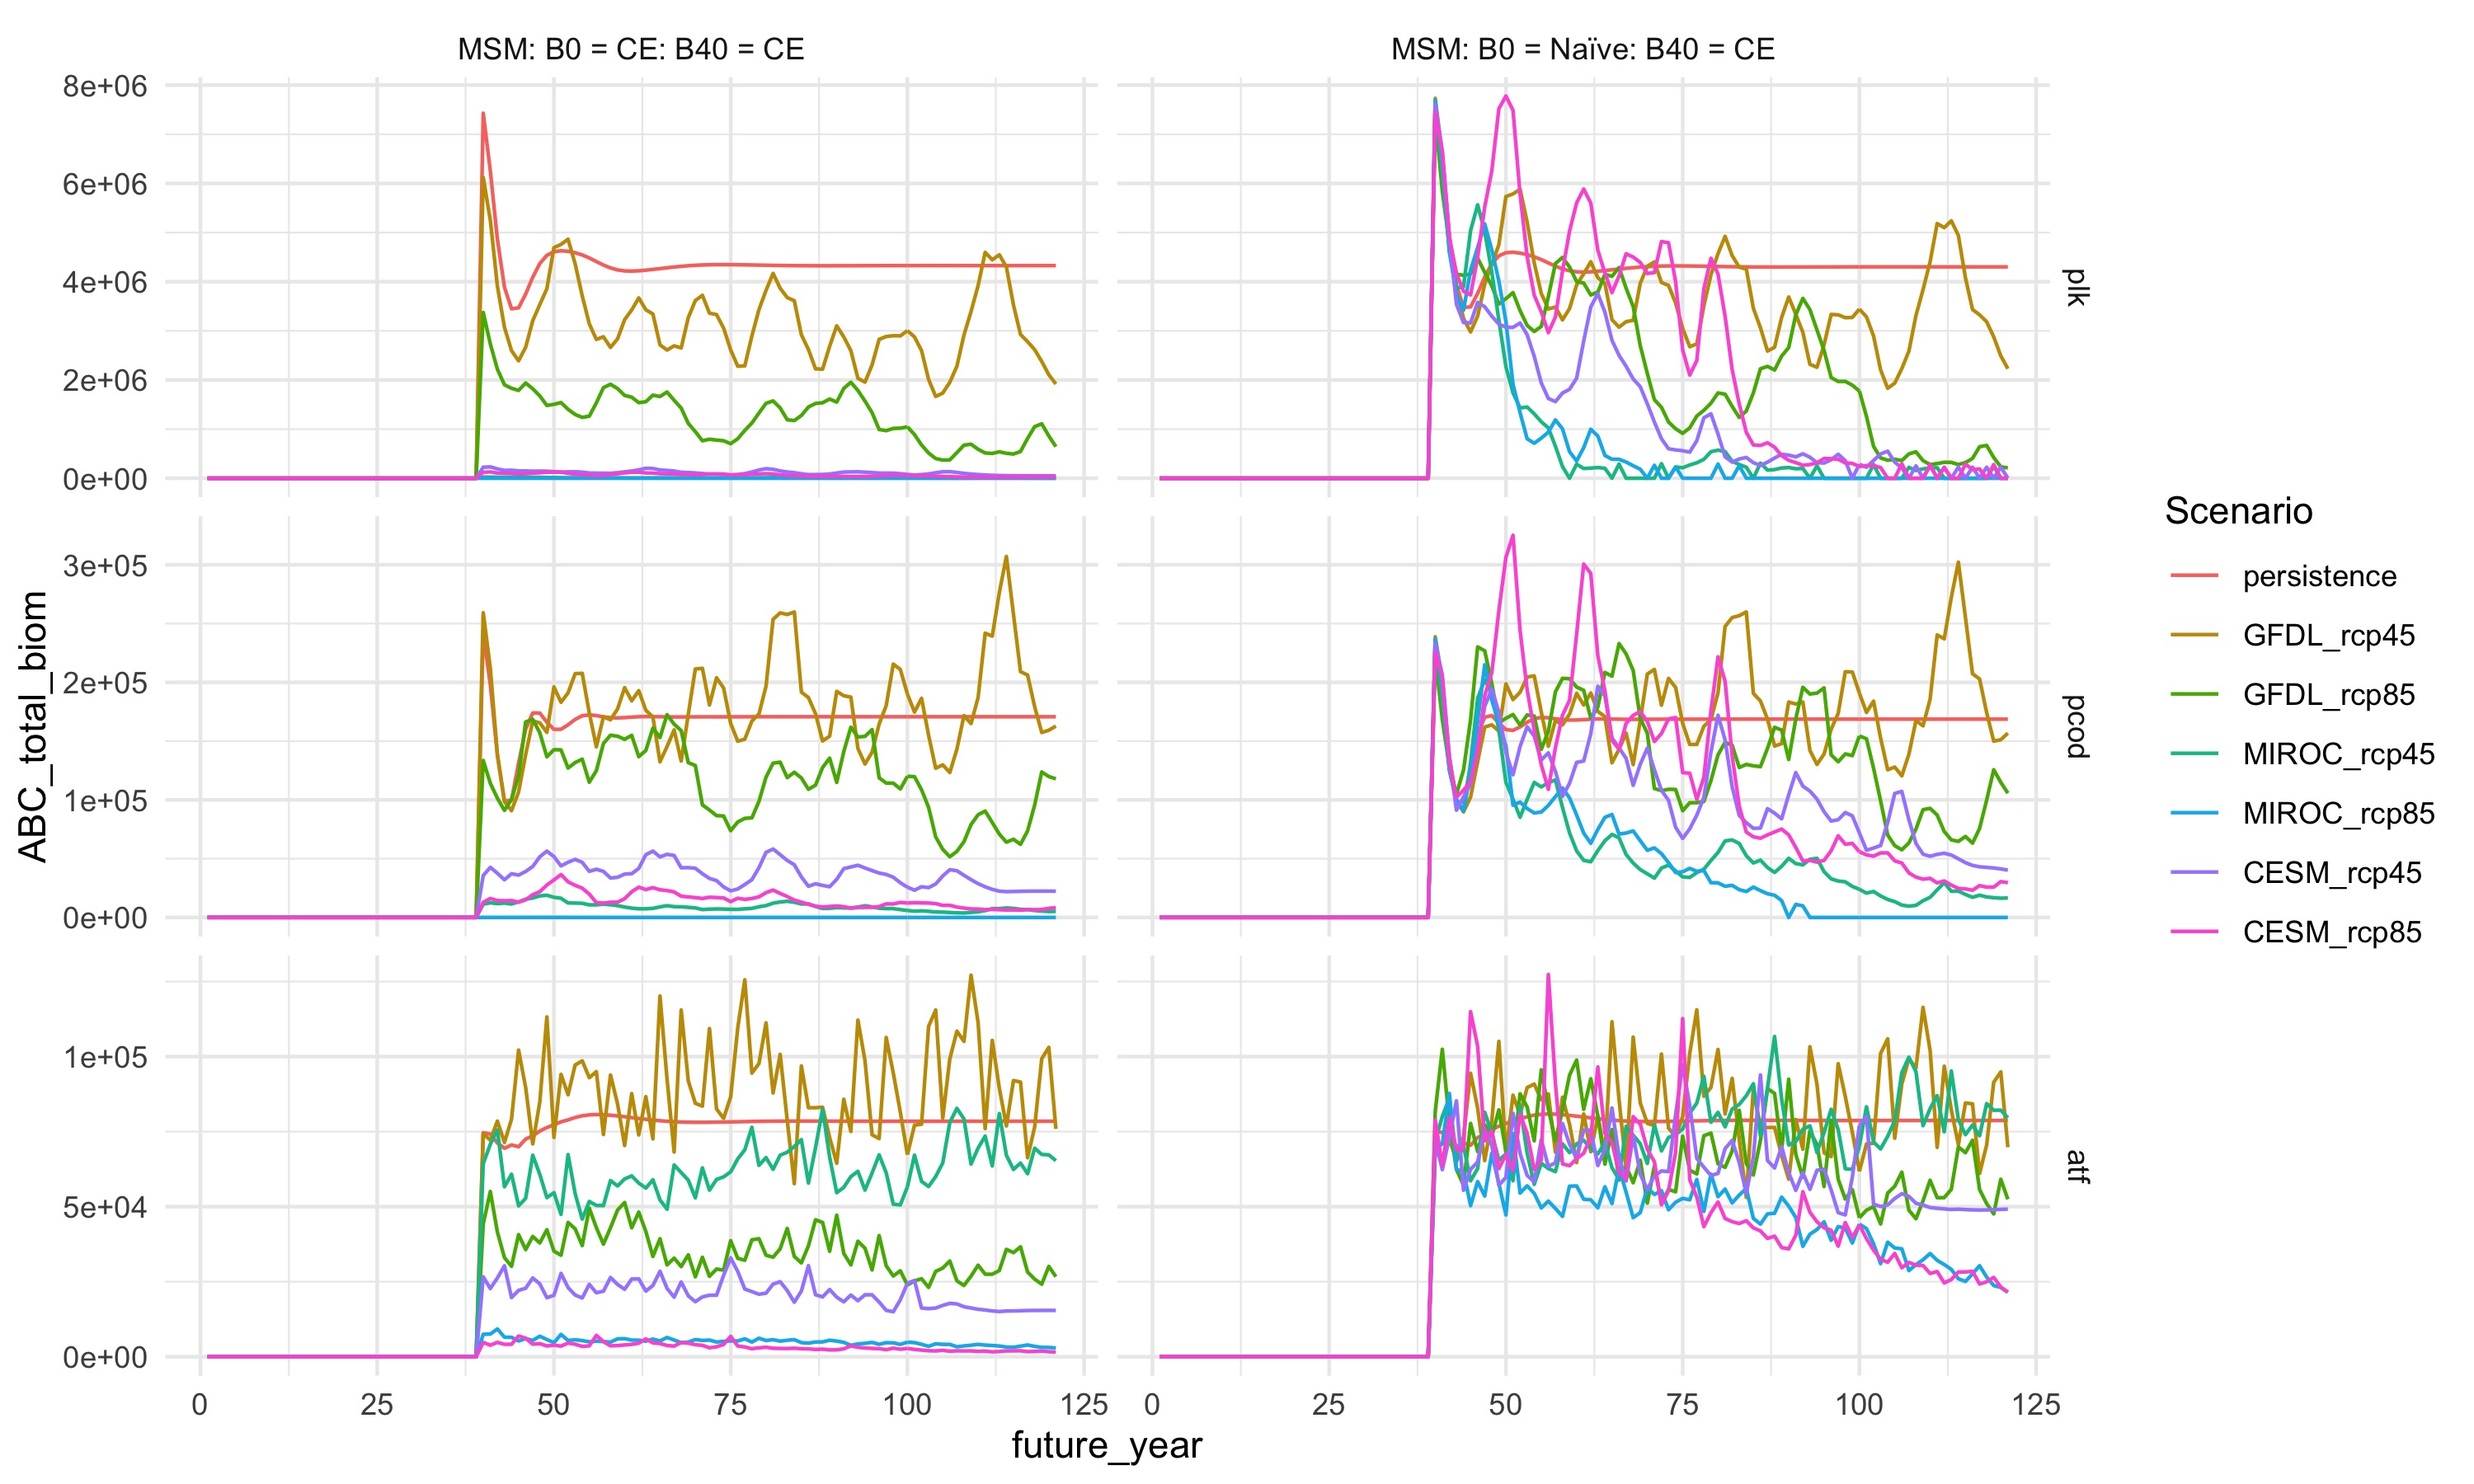 MSM: B0 = CE: B40 = CE
MSM: B0 = Naïve: B40 = CE
8e+06
6e+06
4e+06
2e+06
0e+00
plk
3e+05
2e+05
1e+05
0e+00
pcod
1e+05
5e+04
0e+00
atf
ABC_total_biom
0 25 50 75 100 125
0 25 50 75 100 125
future_year
Scenario
persistence
GFDL_rcp45
GFDL_rcp85
MIROC_rcp45
MIROC_rcp85
CESM_rcp45
CESM_rcp85